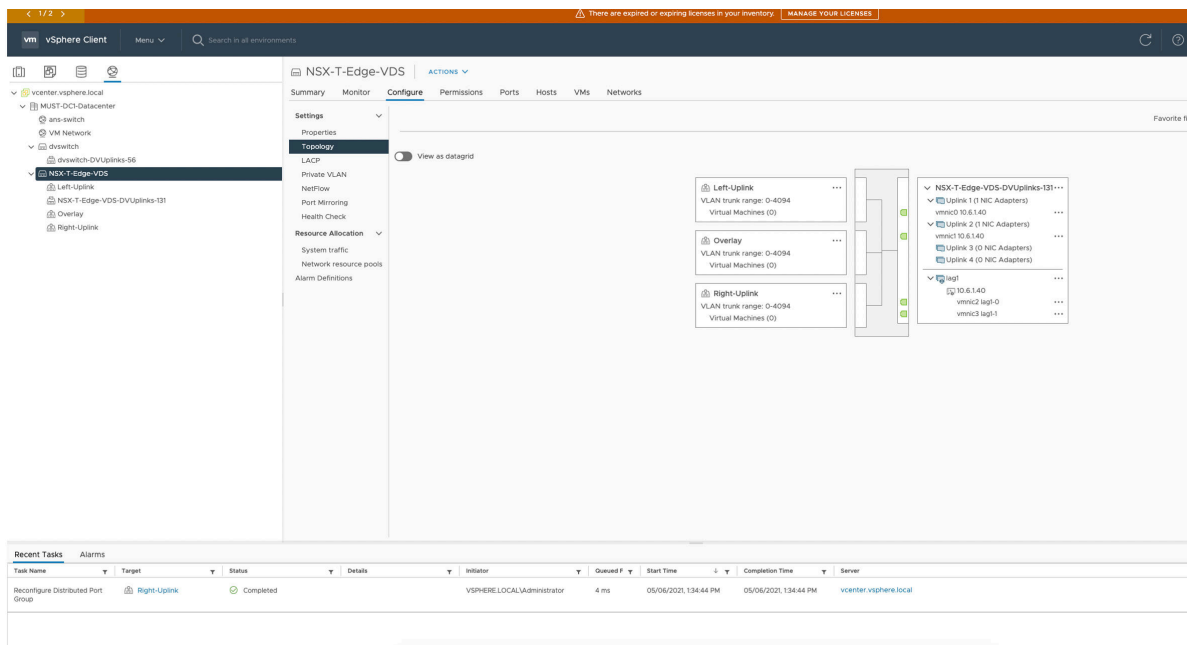 < 1/2 >
There are expired or expiring licenses in your inventory. MANAGE YOUR LICENSES
vm vSphere Client Menu Search in all environments
NSX-T-Edge-VDS ACTIONS
Summary Monitor Configure Permissions Ports Hosts VMs Networks
vcenter.vsphere.local
MUST-DC1-Datacenter
ans-switch
VM Network
dvswitch
dvswitch-DVUplinks-56
NSX-T-Edge-VDS
Left-Uplink
NSX-T-Edge-VDS-DVUplinks-131
Overlay
Right-Uplink
Settings
Properties
Topology
LACP
Private VLAN
NetFlow
Port Mirroring
Health Check
Resource Allocation
System traffic
Network resource pools
Alarm Definitions
View as datagrid
Left-Uplink ...
VLAN trunk range: 0-4094
Virtual Machines (0)
Overlay ...
VLAN trunk range: 0-4094
Virtual Machines (0)
Right-Uplink ...
VLAN trunk range: 0-4094
Virtual Machines (0)
NSX-T-Edge-VDS-DVUplinks-131 ...
Uplink 1 (1 NIC Adapters)
vmnic0 10.6.1.40 ...
Uplink 2 (1 NIC Adapters)
vmnic1 10.6.1.40 ...
Uplink 3 (0 NIC Adapters)
Uplink 4 (0 NIC Adapters)
lag1 ...
10.6.1.40
vmnic2 lag1-0 ...
vmnic3 lag1-1 ...
Recent Tasks Alarms
Task Name Target Status Details Initiator Queued F Start Time Completion Time Server
Reconfigure Distributed Port Group Right-Uplink Completed VSPHERE.LOCAL\Administrator 4 ms 05/06/2021, 1:34:44 PM 05/06/2021, 1:34:44 PM vcenter.vsphere.local